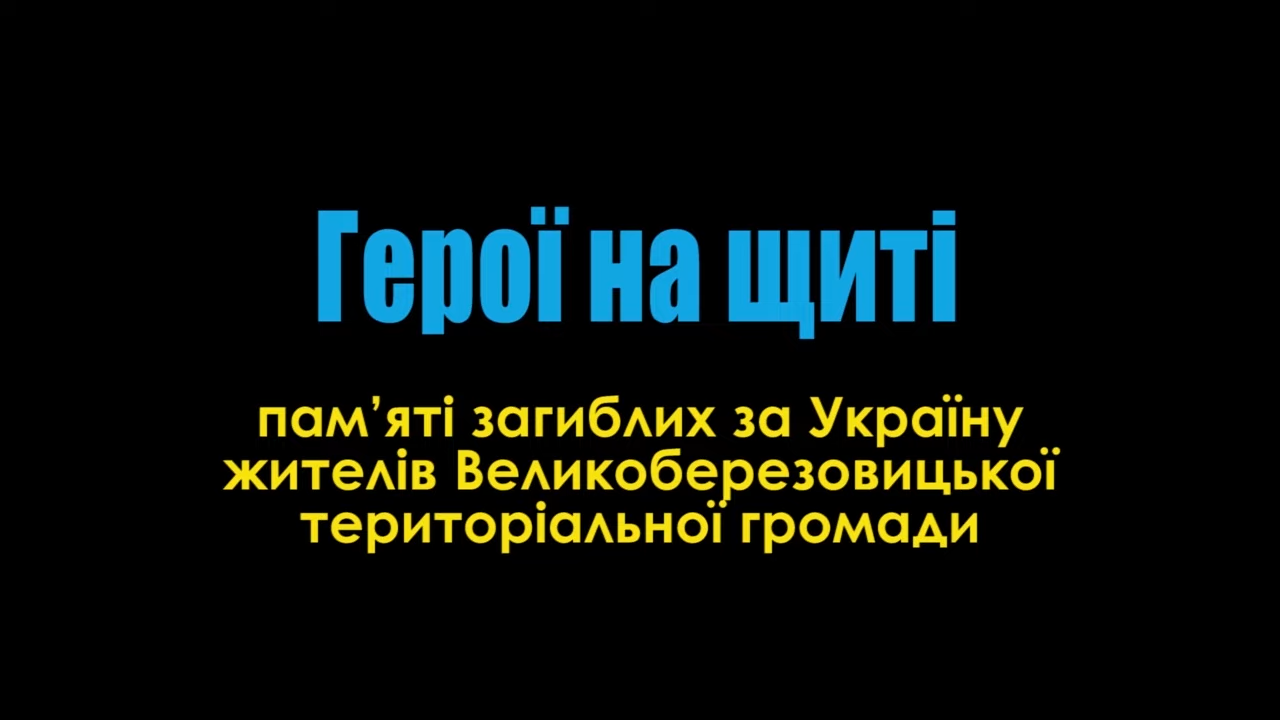 Герої на щиті
пам’яті загиблих за Україну
жителів Великоберезовицької
територіальної громади